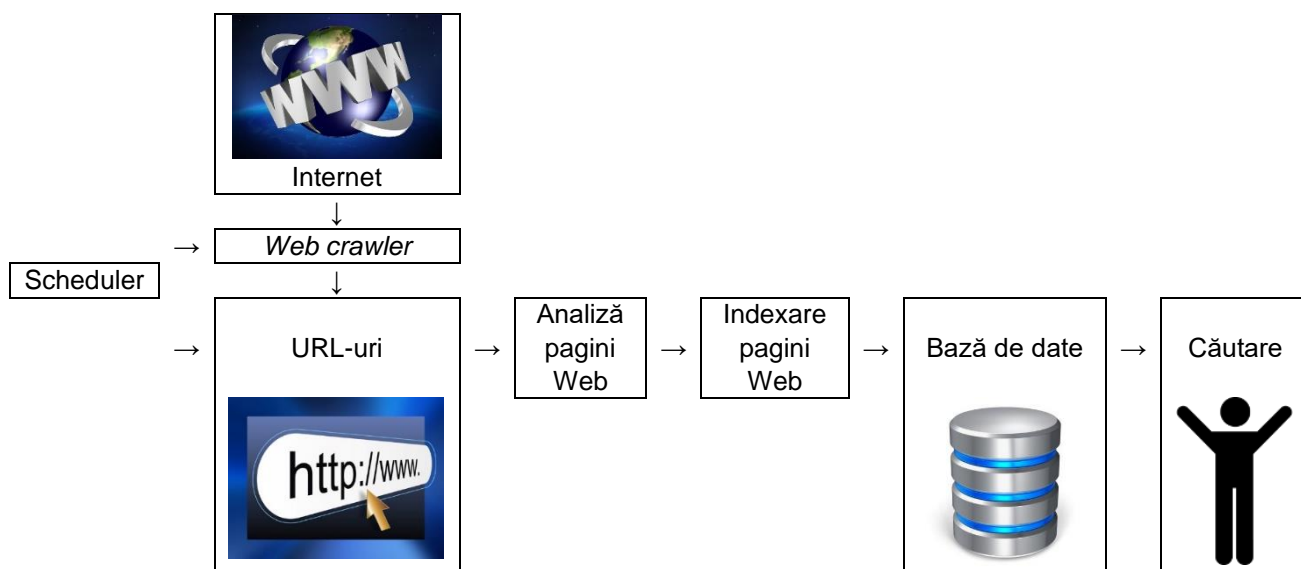 WWW
Internet
↓
→ Web crawler
Scheduler
↓
→ URL-uri → Analiză pagini Web → Indexare pagini Web → Bază de date → Căutare
http://www.